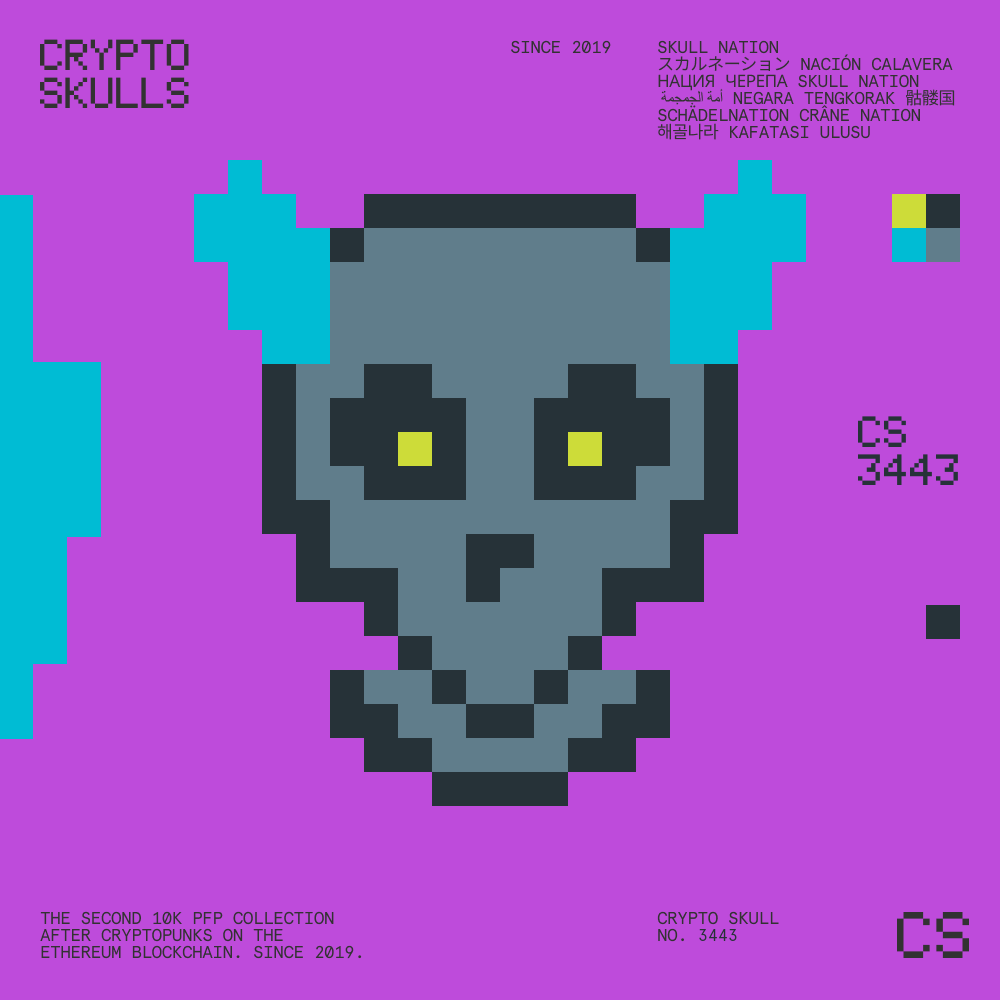 CRYPTO
SKULLS
SINCE 2019
SKULL NATION
スカルネーション NACIÓN CALAVERA
НАЦИЯ ЧЕРЕПА SKULL NATION
أمة الجمجمة NEGARA TENGKORAK 骷髅国
SCHÄDELNATION CRÂNE NATION
해골나라 KAFATASI ULUSU
CS
3443
THE SECOND 10K PFP COLLECTION
AFTER CRYPTOPUNKS ON THE
ETHEREUM BLOCKCHAIN. SINCE 2019.
CRYPTO SKULL
NO. 3443
CS